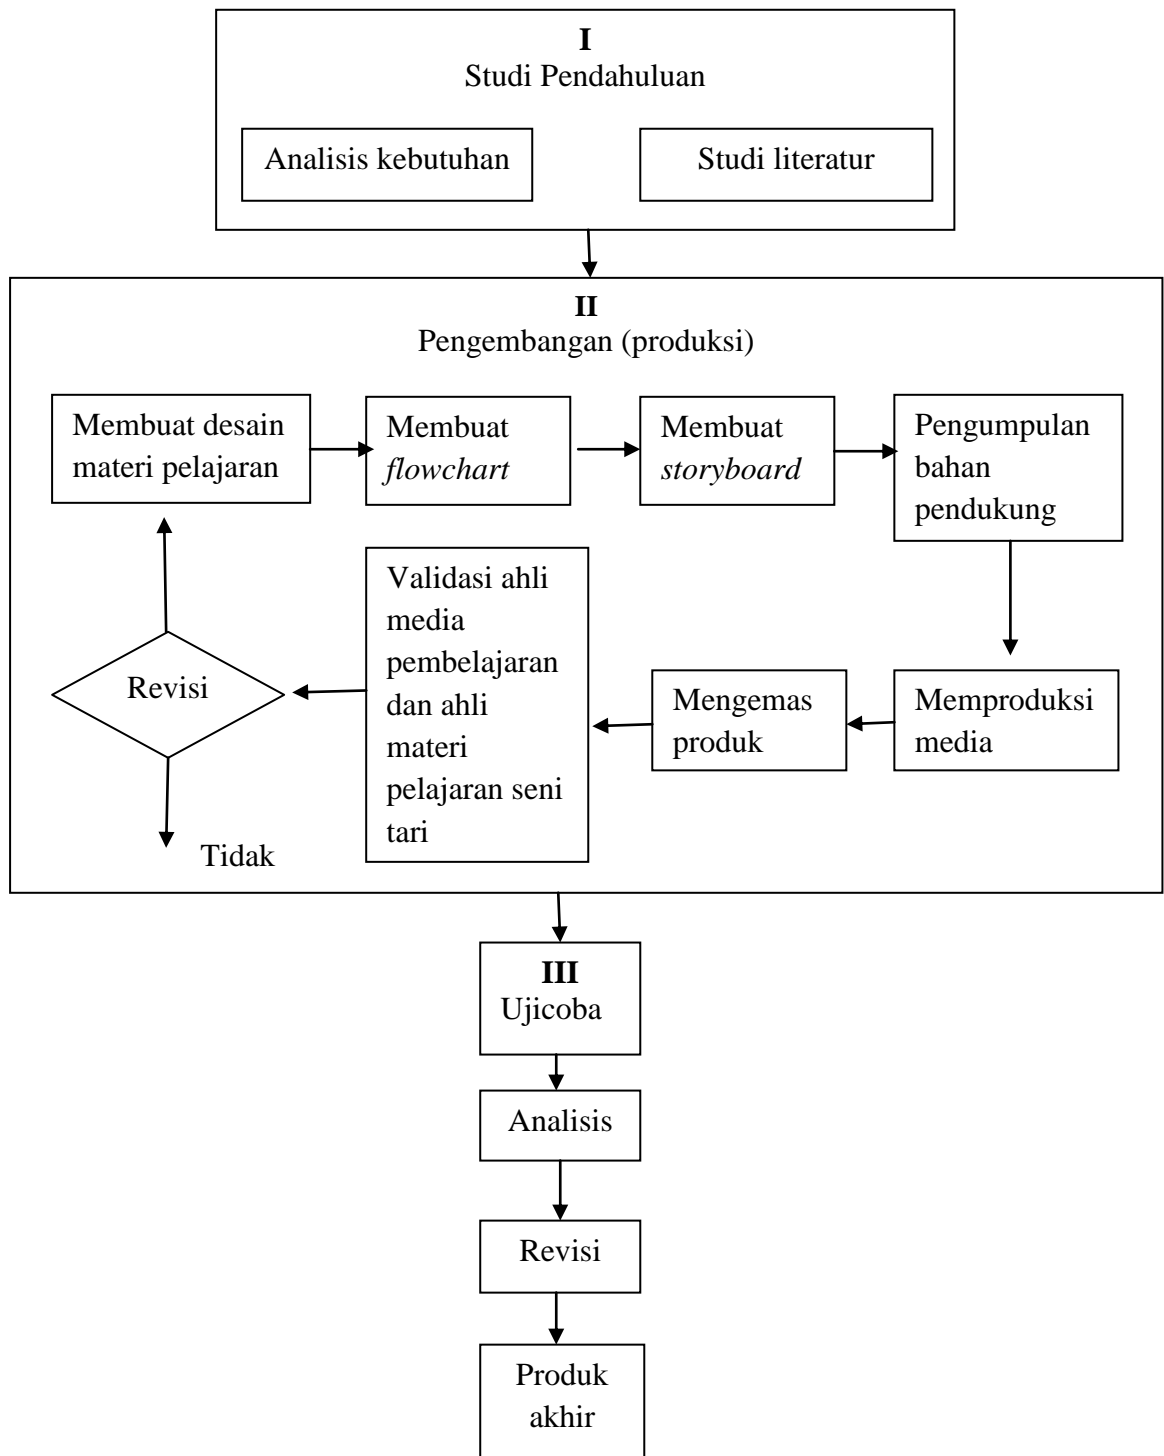 I
Studi Pendahuluan
Analisis kebutuhan
Studi literatur
II
Pengembangan (produksi)
Membuat desain
materi pelajaran
Membuat
flowchart
Membuat
storyboard
Pengumpulan
bahan
pendukung
Memproduksi
media
Mengemas
produk
Validasi ahli
media
pembelajaran
dan ahli
materi
pelajaran seni
tari
Revisi
Tidak
III
Ujicoba
Analisis
Revisi
Produk
akhir